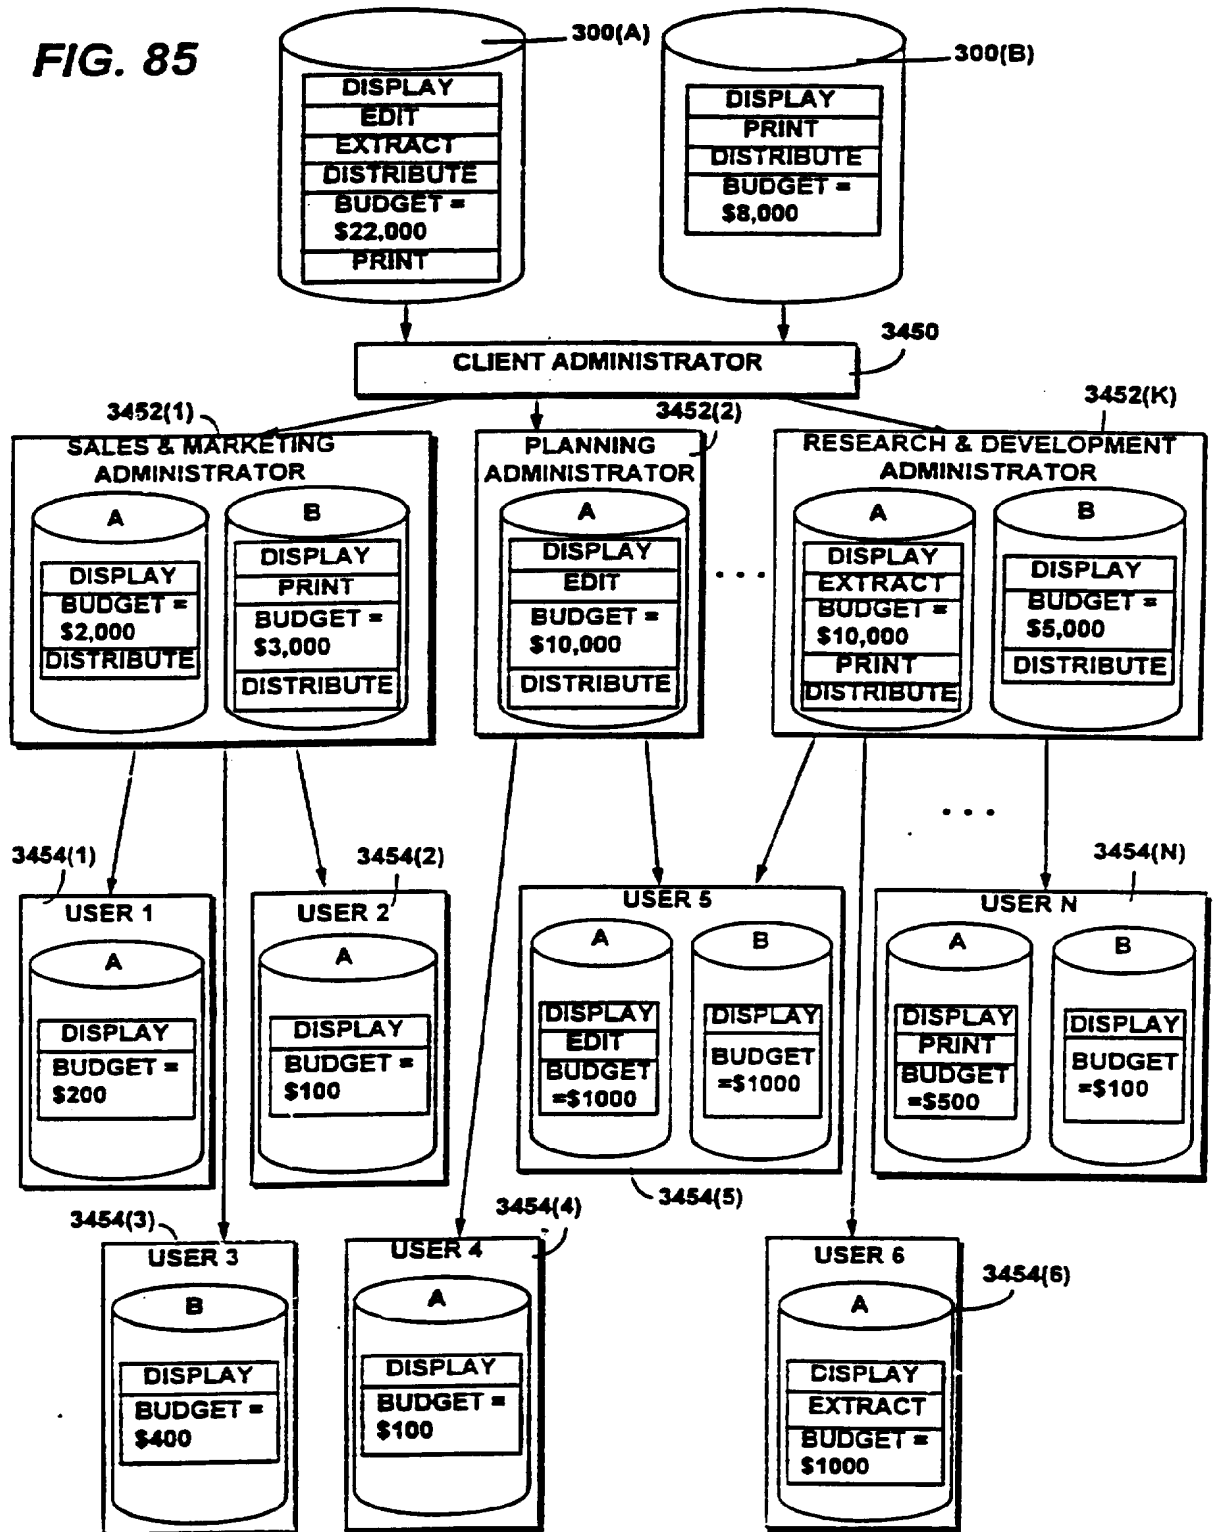 FIG. 85
300(A)
DISPLAY
EDIT
EXTRACT
DISTRIBUTE
BUDGET =
$22,000
PRINT
300(B)
DISPLAY
PRINT
DISTRIBUTE
BUDGET =
$8,000
CLIENT ADMINISTRATOR
3450
3452(1)
SALES & MARKETING
ADMINISTRATOR
A
DISPLAY
BUDGET =
$2,000
DISTRIBUTE
B
DISPLAY
PRINT
BUDGET =
$3,000
DISTRIBUTE
3452(2)
PLANNING
ADMINISTRATOR
A
DISPLAY
EDIT
BUDGET =
$10,000
DISTRIBUTE
. . .
3452(K)
RESEARCH & DEVELOPMENT
ADMINISTRATOR
A
DISPLAY
EXTRACT
BUDGET =
$10,000
PRINT
DISTRIBUTE
B
DISPLAY
BUDGET =
$5,000
DISTRIBUTE
. . .
3454(1)
USER 1
A
DISPLAY
BUDGET =
$200
3454(2)
USER 2
A
DISPLAY
BUDGET =
$100
USER 5
A
DISPLAY
EDIT
BUDGET
=$1000
B
DISPLAY
BUDGET
=$1000
3454(5)
3454(N)
USER N
A
DISPLAY
PRINT
BUDGET
=$500
B
DISPLAY
BUDGET
=$100
3454(3)
USER 3
B
DISPLAY
BUDGET =
$400
3454(4)
USER 4
A
DISPLAY
BUDGET =
$100
USER 6
3454(6)
A
DISPLAY
EXTRACT
BUDGET =
$1000